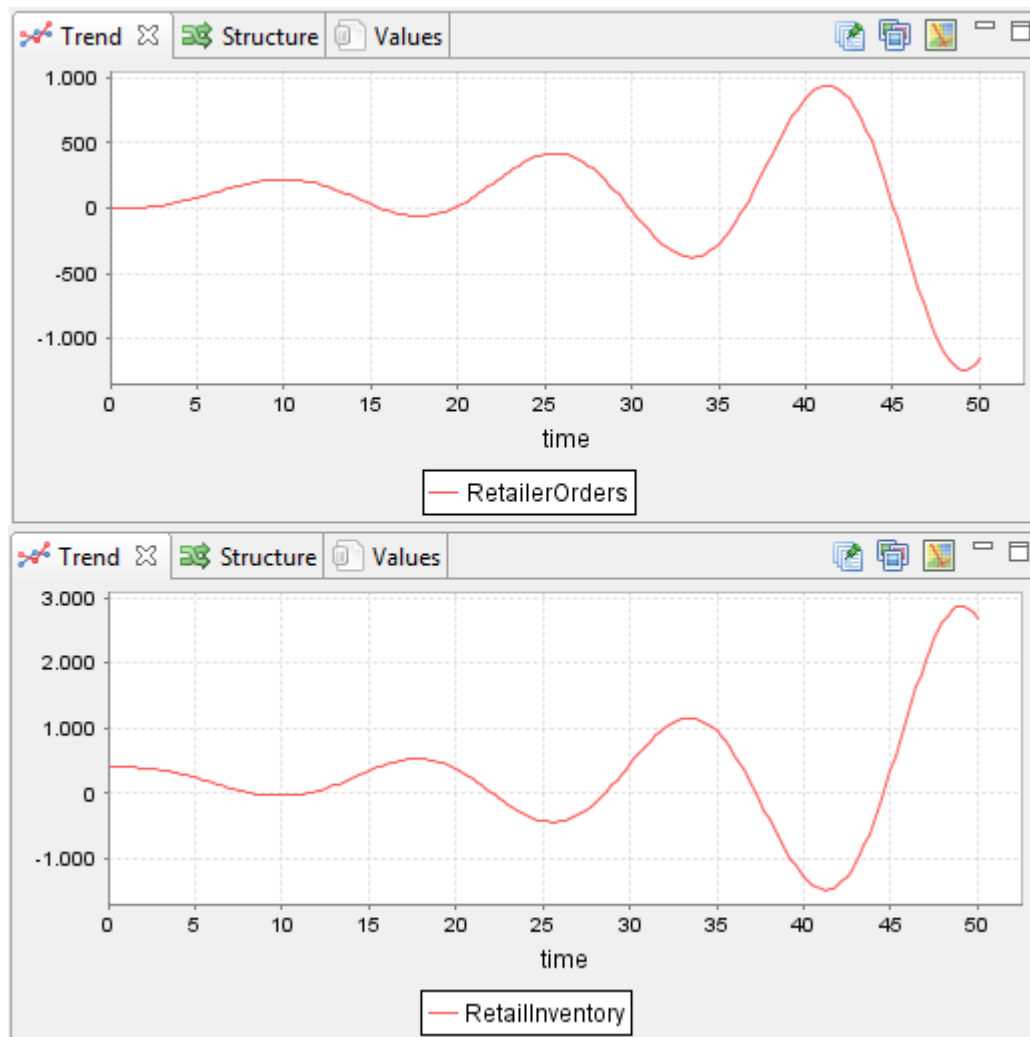 Trend Structure Values
1.000
500
0
-500
-1.000
0 5 10 15 20 25 30 35 40 45 50
time
RetailerOrders
Trend Structure Values
3.000
2.000
1.000
0
-1.000
0 5 10 15 20 25 30 35 40 45 50
time
RetailInventory